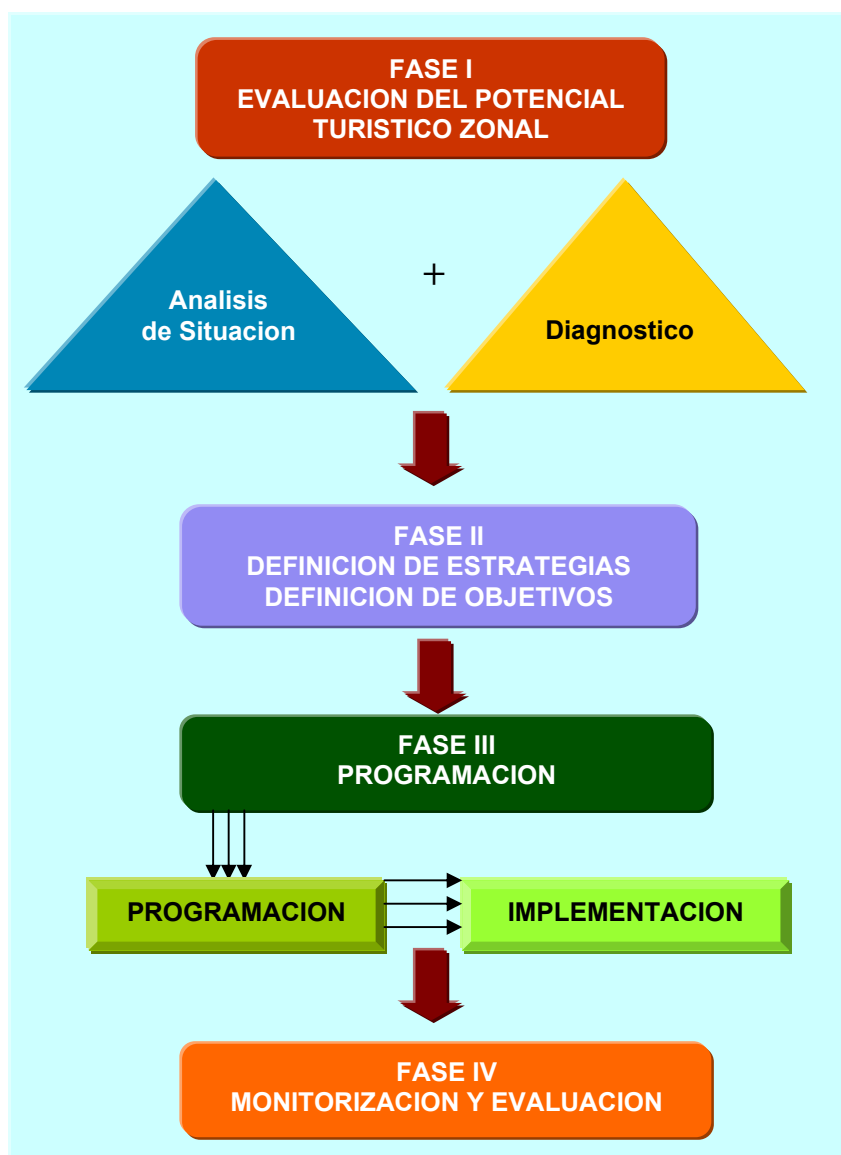 FASE I
EVALUACION DEL POTENCIAL
TURISTICO ZONAL
Analisis
de Situacion
+
Diagnostico
FASE II
DEFINICION DE ESTRATEGIAS
DEFINICION DE OBJETIVOS
FASE III
PROGRAMACION
PROGRAMACION
IMPLEMENTACION
FASE IV
MONITORIZACION Y EVALUACION